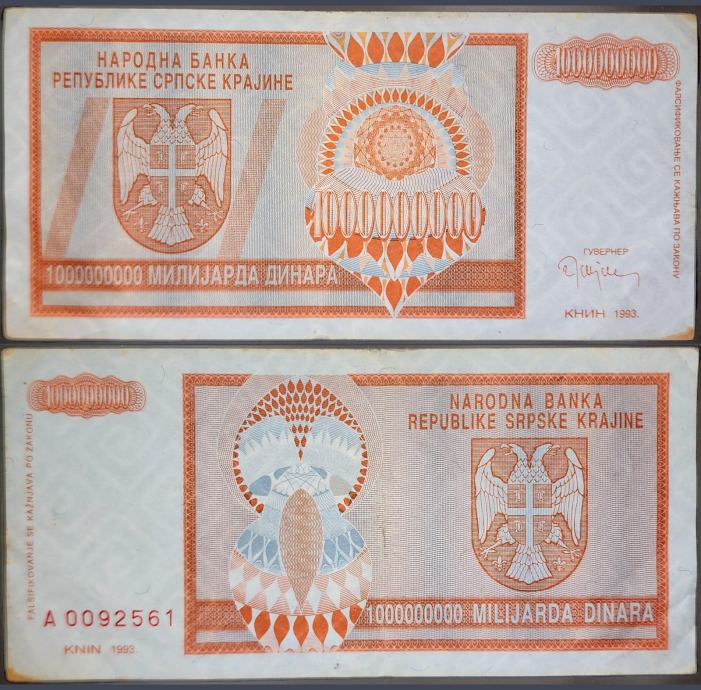 НАРОДНА БАНКА
РЕПУБЛИКЕ СРПСКЕ КРАЈИНЕ
1000000000
1000000000
ФАЛСИФИКОВАЊЕ СЕ КАЖЊАВА ПО ЗАКОНУ
ГУВЕРНЕР
1000000000 МИЛИЈАРДА ДИНАРА
КНИН 1993.
1000000000
NARODNA BANKA
REPUBLIKE SRPSKE KRAJINE
FALSIFIKOVANJE SE KAŽNJAVA PO ZAKONU
A 0092561
1000000000 MILIJARDA DINARA
KNIN 1993.